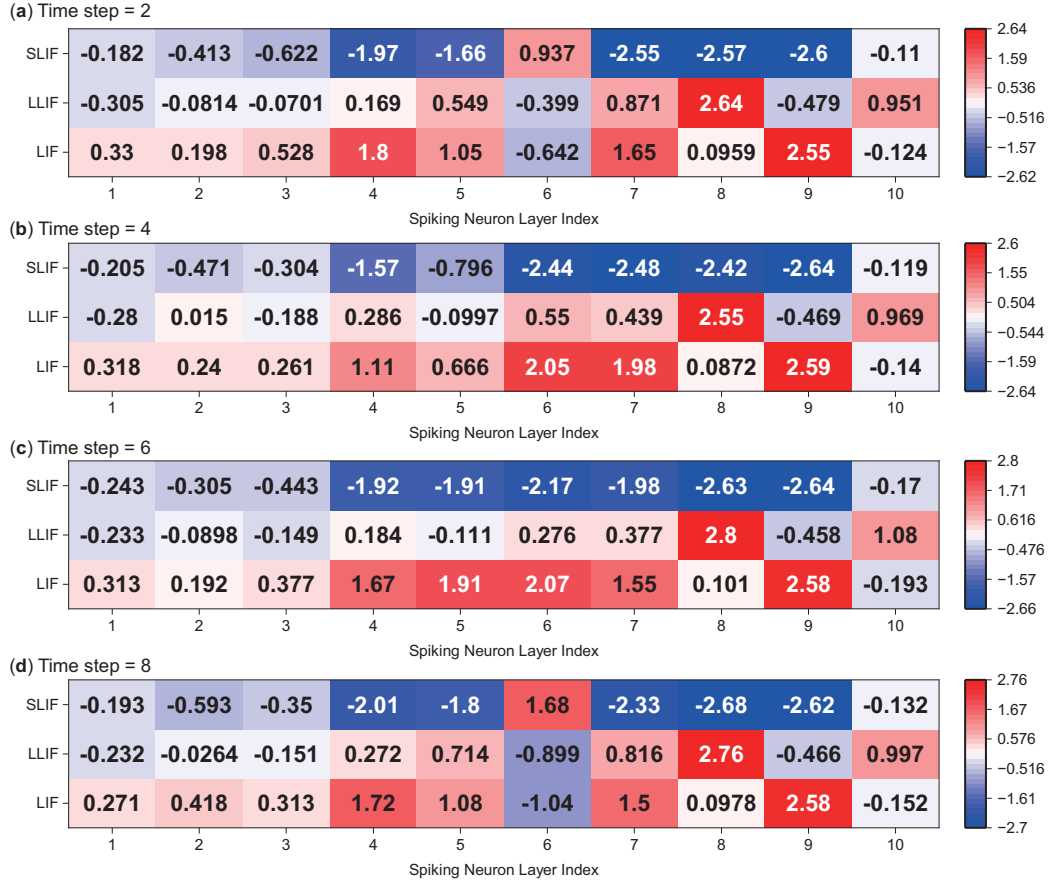 (a) Time step = 2
SLIF -0.182 -0.413 -0.622 -1.97 -1.66 0.937 -2.55 -2.57 -2.6 -0.11
LLIF -0.305 -0.0814 -0.0701 0.169 0.549 -0.399 0.871 2.64 -0.479 0.951
LIF 0.33 0.198 0.528 1.8 1.05 -0.642 1.65 0.0959 2.55 -0.124
1 2 3 4 5 6 7 8 9 10
Spiking Neuron Layer Index
2.64
1.59
0.536
−0.516
−1.57
−2.62
(b) Time step = 4
SLIF -0.205 -0.471 -0.304 -1.57 -0.796 -2.44 -2.48 -2.42 -2.64 -0.119
LLIF -0.28 0.015 -0.188 0.286 -0.0997 0.55 0.439 2.55 -0.469 0.969
LIF 0.318 0.24 0.261 1.11 0.666 2.05 1.98 0.0872 2.59 -0.14
1 2 3 4 5 6 7 8 9 10
Spiking Neuron Layer Index
2.6
1.55
0.504
−0.544
−1.59
−2.64
(c) Time step = 6
SLIF -0.243 -0.305 -0.443 -1.92 -1.91 -2.17 -1.98 -2.63 -2.64 -0.17
LLIF -0.233 -0.0898 -0.149 0.184 -0.111 0.276 0.377 2.8 -0.458 1.08
LIF 0.313 0.192 0.377 1.67 1.91 2.07 1.55 0.101 2.58 -0.193
1 2 3 4 5 6 7 8 9 10
Spiking Neuron Layer Index
2.8
1.71
0.616
−0.476
−1.57
−2.66
(d) Time step = 8
SLIF -0.193 -0.593 -0.35 -2.01 -1.8 1.68 -2.33 -2.68 -2.62 -0.132
LLIF -0.232 -0.0264 -0.151 0.272 0.714 -0.899 0.816 2.76 -0.466 0.997
LIF 0.271 0.418 0.313 1.72 1.08 -1.04 1.5 0.0978 2.58 -0.152
1 2 3 4 5 6 7 8 9 10
Spiking Neuron Layer Index
2.76
1.67
0.576
−0.516
−1.61
−2.7